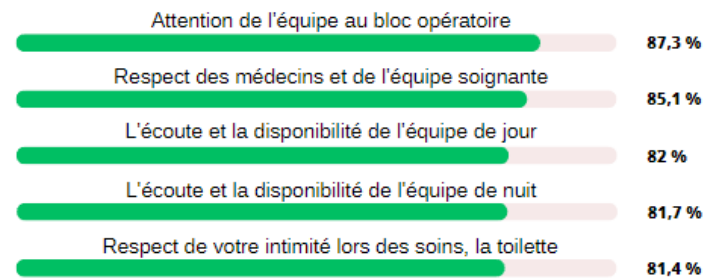 Attention de l'équipe au bloc opératoire
87,3 %
Respect des médecins et de l'équipe soignante
85,1 %
L'écoute et la disponibilité de l'équipe de jour
82 %
L'écoute et la disponibilité de l'équipe de nuit
81,7 %
Respect de votre intimité lors des soins, la toilette
81,4 %